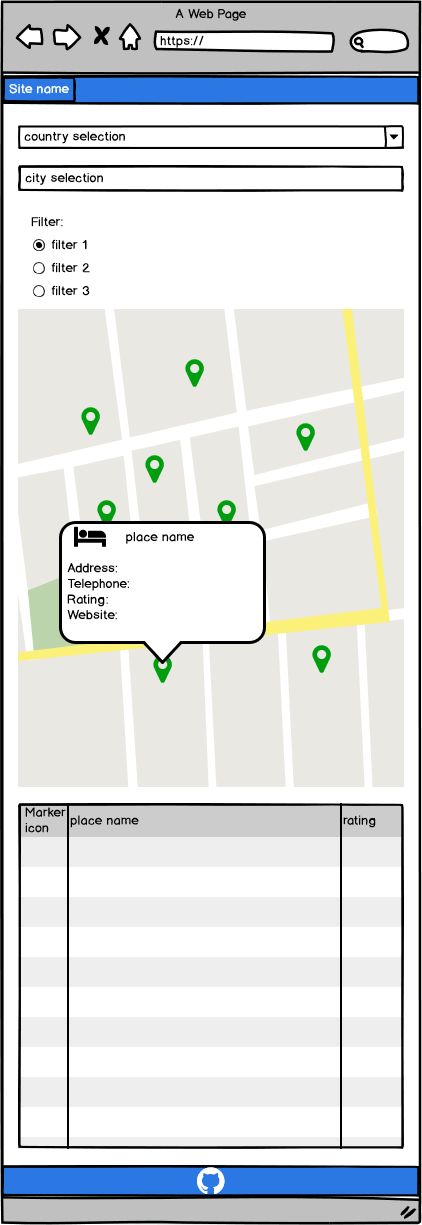 A Web Page
https://
Site name
country selection
city selection
Filter:
filter 1
filter 2
filter 3
place name
Address:
Telephone:
Rating:
Website:
Marker icon
place name
rating